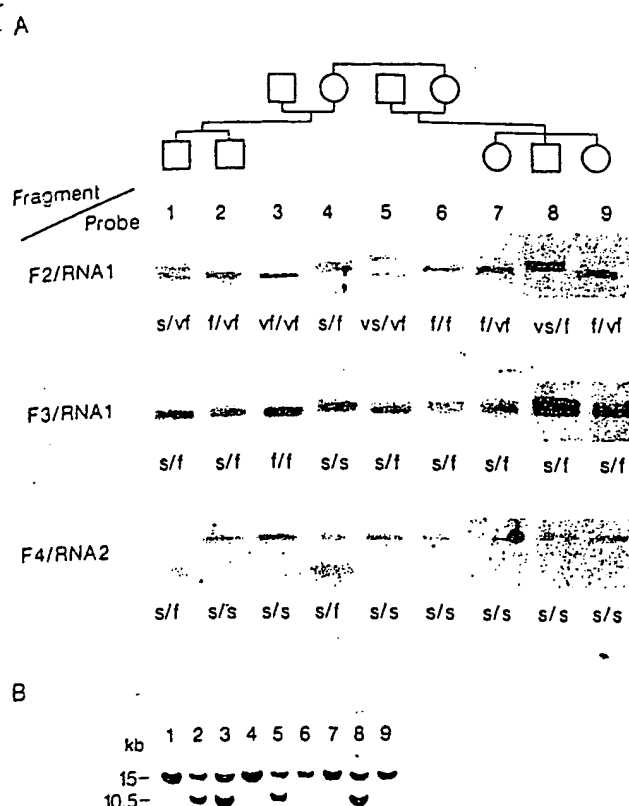 A
Fragment
Probe
1 2 3 4 5 6 7 8 9
F2/RNA1
s/vf f/vf vf/vf s/f vs/vf f/f f/vf vs/f f/vf
F3/RNA1
s/f s/f f/f s/s s/f s/f s/f s/f s/f
F4/RNA2
s/f s/s s/s s/f s/s s/s s/s s/s s/s
B
kb 1 2 3 4 5 6 7 8 9
15-
10.5-